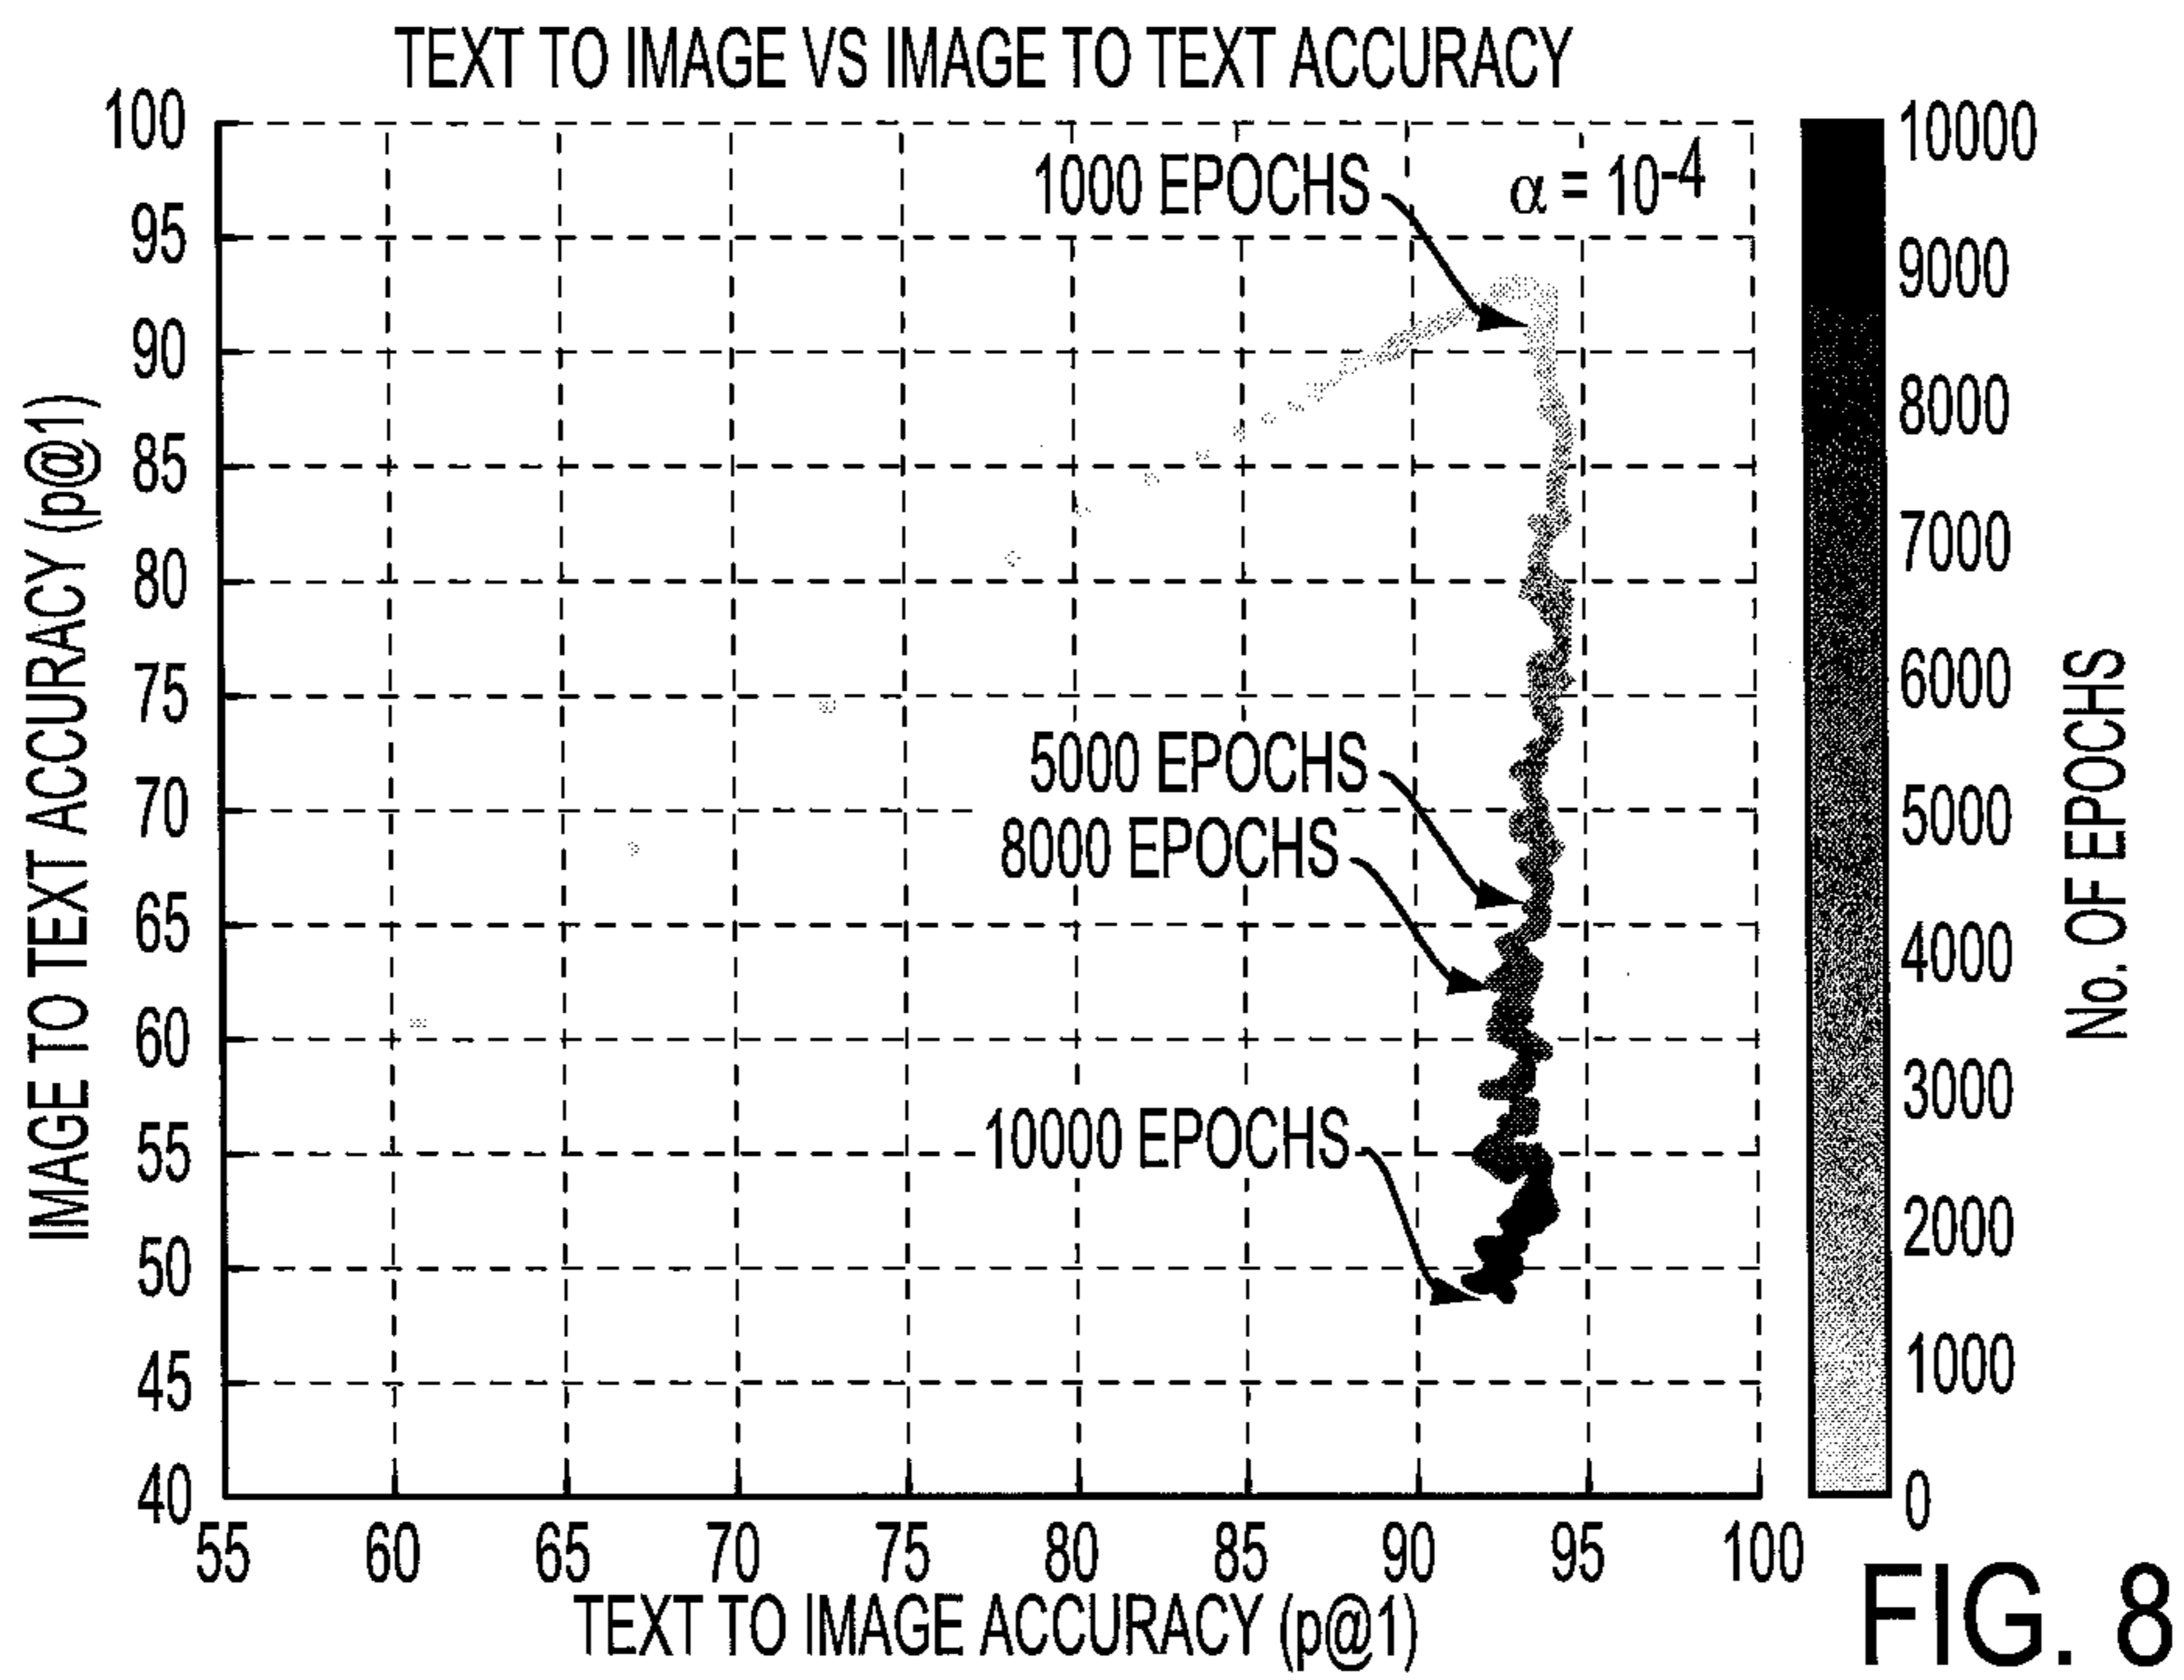 TEXT TO IMAGE VS IMAGE TO TEXT ACCURACY
100
95
90
85
80
75
70
65
60
55
50
45
40
IMAGE TO TEXT ACCURACY (p@1)
1000 EPOCHS
α = 10-4
5000 EPOCHS
8000 EPOCHS
10000 EPOCHS
55 60 65 70 75 80 85 90 95 100
TEXT TO IMAGE ACCURACY (p@1)
10000
9000
8000
7000
6000
5000
4000
3000
2000
1000
0
No. OF EPOCHS
FIG. 8